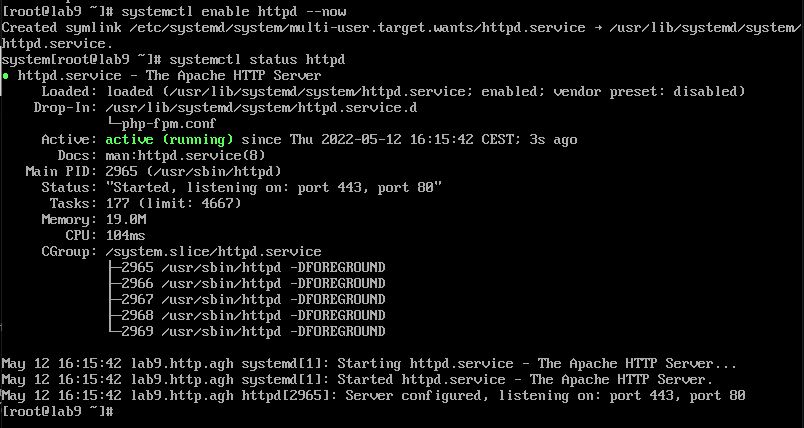 [root@lab9 ~]# systemctl enable httpd --now
Created symlink /etc/systemd/system/multi-user.target.wants/httpd.service → /usr/lib/systemd/system/
httpd.service.
system[root@lab9 ~]# systemctl status httpd
● httpd.service - The Apache HTTP Server
     Loaded: loaded (/usr/lib/systemd/system/httpd.service; enabled; vendor preset: disabled)
    Drop-In: /usr/lib/systemd/system/httpd.service.d
             └─php-fpm.conf
     Active: active (running) since Thu 2022-05-12 16:15:42 CEST; 3s ago
       Docs: man:httpd.service(8)
   Main PID: 2965 (/usr/sbin/httpd)
     Status: "Started, listening on: port 443, port 80"
      Tasks: 177 (limit: 4667)
     Memory: 19.0M
        CPU: 104ms
     CGroup: /system.slice/httpd.service
             ├─2965 /usr/sbin/httpd -DFOREGROUND
             ├─2966 /usr/sbin/httpd -DFOREGROUND
             ├─2967 /usr/sbin/httpd -DFOREGROUND
             ├─2968 /usr/sbin/httpd -DFOREGROUND
             └─2969 /usr/sbin/httpd -DFOREGROUND
May 12 16:15:42 lab9.http.agh systemd[1]: Starting httpd.service - The Apache HTTP Server...
May 12 16:15:42 lab9.http.agh systemd[1]: Started httpd.service - The Apache HTTP Server.
May 12 16:15:42 lab9.http.agh httpd[2965]: Server configured, listening on: port 443, port 80
[root@lab9 ~]#